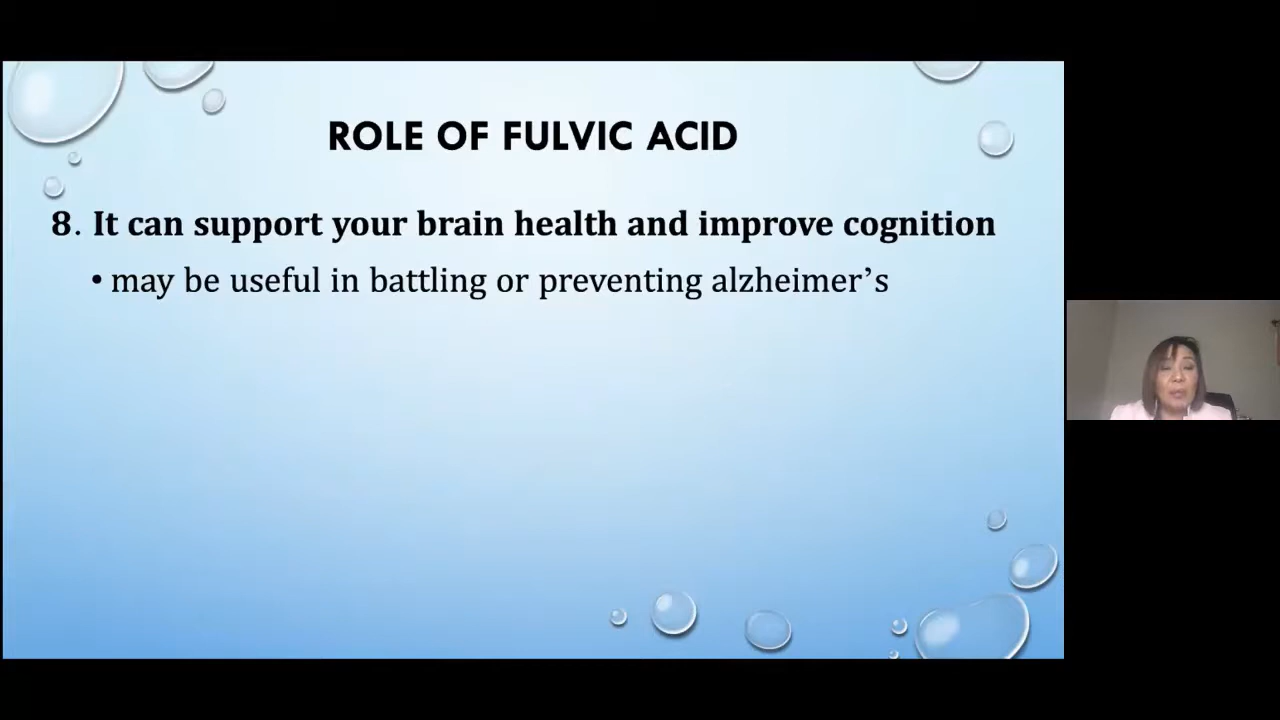 ROLE OF FULVIC ACID
8. It can support your brain health and improve cognition
• may be useful in battling or preventing alzheimer's